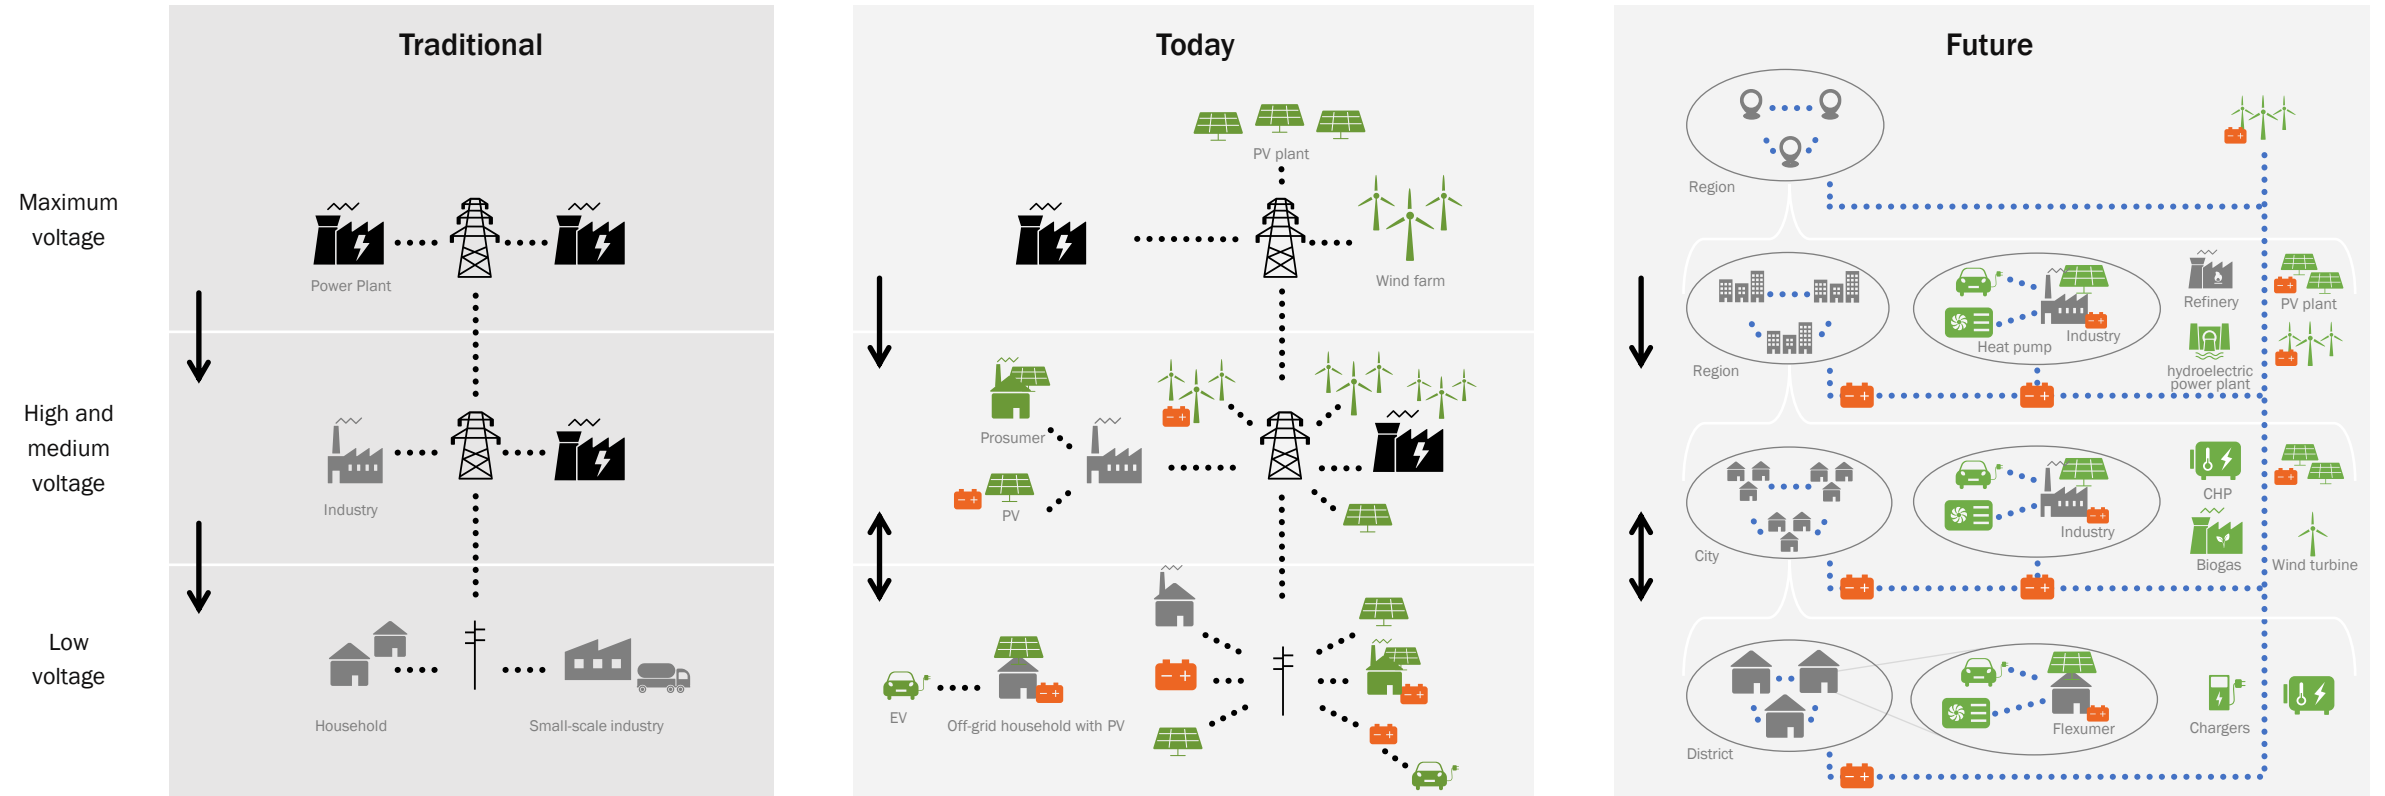 Traditional
Today
Future
Maximum
voltage
High and
medium
voltage
Low
voltage
Power Plant
Industry
Household
Small-scale industry
PV plant
Wind farm
Prosumer
PV
EV
Off-grid household with PV
Region
Region
Heat pump
Industry
Refinery
PV plant
hydroelectric
power plant
City
Industry
CHP
Biogas
Wind turbine
District
Flexumer
Chargers